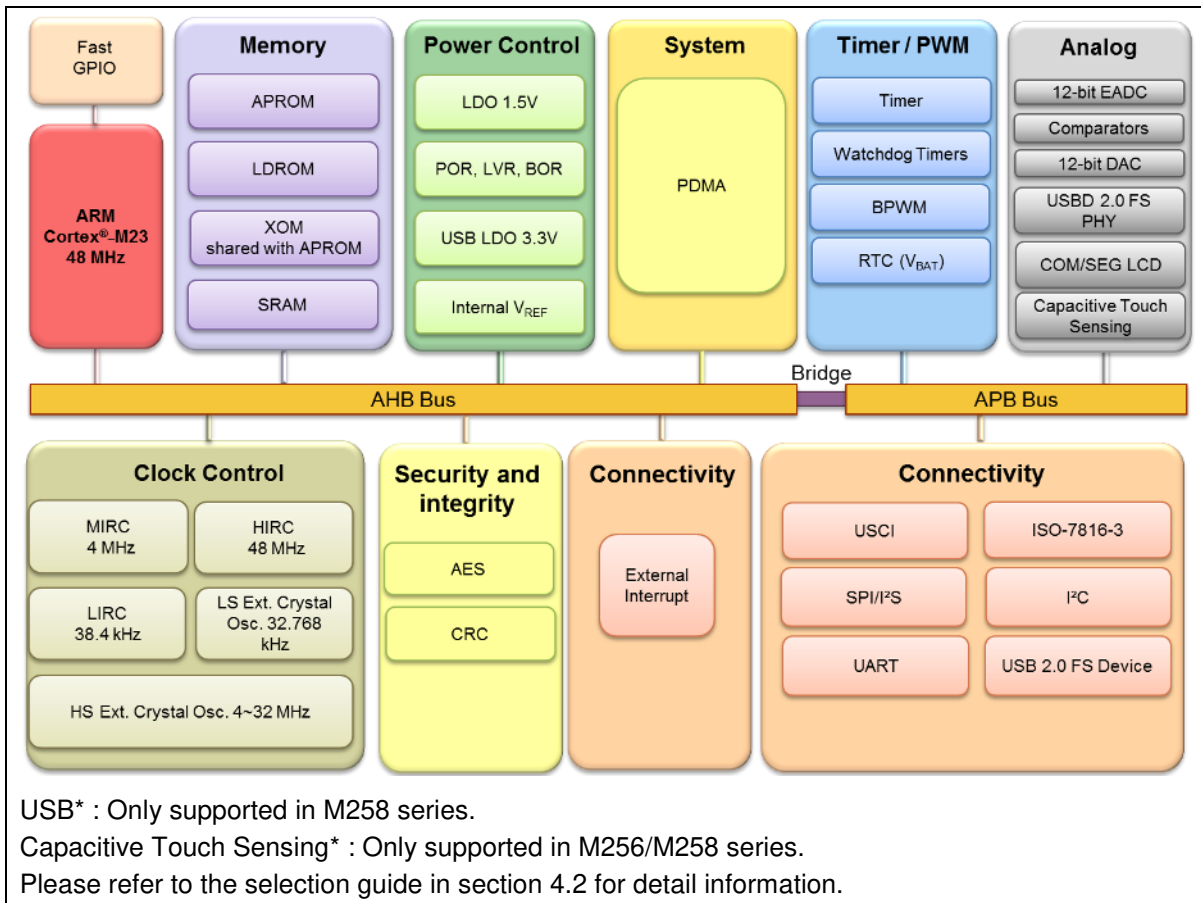 Fast
GPIO
ARM
Cortex®-M23
48 MHz
Memory
APROM
LDROM
XOM
shared with APROM
SRAM
Power Control
LDO 1.5V
POR, LVR, BOR
USB LDO 3.3V
Internal VREF
System
PDMA
Timer / PWM
Timer
Watchdog Timers
BPWM
RTC (VBAT)
Analog
12-bit EADC
Comparators
12-bit DAC
USBD 2.0 FS
PHY
COM/SEG LCD
Capacitive Touch
Sensing
AHB Bus
Bridge
APB Bus
Clock Control
MIRC
4 MHz
HIRC
48 MHz
LIRC
38.4 kHz
LS Ext. Crystal
Osc. 32.768
kHz
HS Ext. Crystal Osc. 4~32 MHz
Security and
integrity
AES
CRC
Connectivity
External
Interrupt
Connectivity
USCI
ISO-7816-3
SPI/I²S
I²C
UART
USB 2.0 FS Device
USB* : Only supported in M258 series.
Capacitive Touch Sensing* : Only supported in M256/M258 series.
Please refer to the selection guide in section 4.2 for detail information.